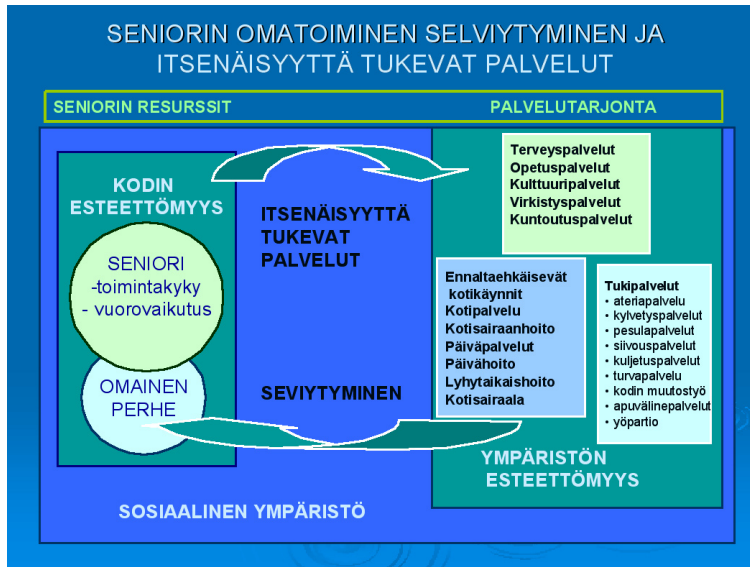 SENIORIN OMATOIMINEN SELVIYTYMINEN JA
ITSENÄISYYTTÄ TUKEVAT PALVELUT
SENIORIN RESURSSIT
PALVELUTARJONTA
KODIN
ESTEETTÖMYYS
SENIORI
-toimintakyky
- vuorovaikutus
OMAINEN
PERHE
ITSENÄISYYTTÄ
TUKEVAT
PALVELUT
SEVIYTYMINEN
Terveyspalvelut
Opetuspalvelut
Kulttuuripalvelut
Virkistyspalvelut
Kuntoutuspalvelut
Ennaltaehkäisevät
kotikäynnit
Kotipalvelu
Kotisairaanhoito
Päiväpalvelut
Päivähoito
Lyhytaikaishoito
Kotisairaala
Tukipalvelut
• ateriapalvelu
• kylvetyspalvelut
• pesulapalvelut
• siivouspalvelut
• kuljetuspalvelut
• turvapalvelu
• kodin muutostyö
• apuvälinepalvelut
• yöpartio
YMPÄRISTÖN
ESTEETTÖMYYS
SOSIAALINEN YMPÄRISTÖ